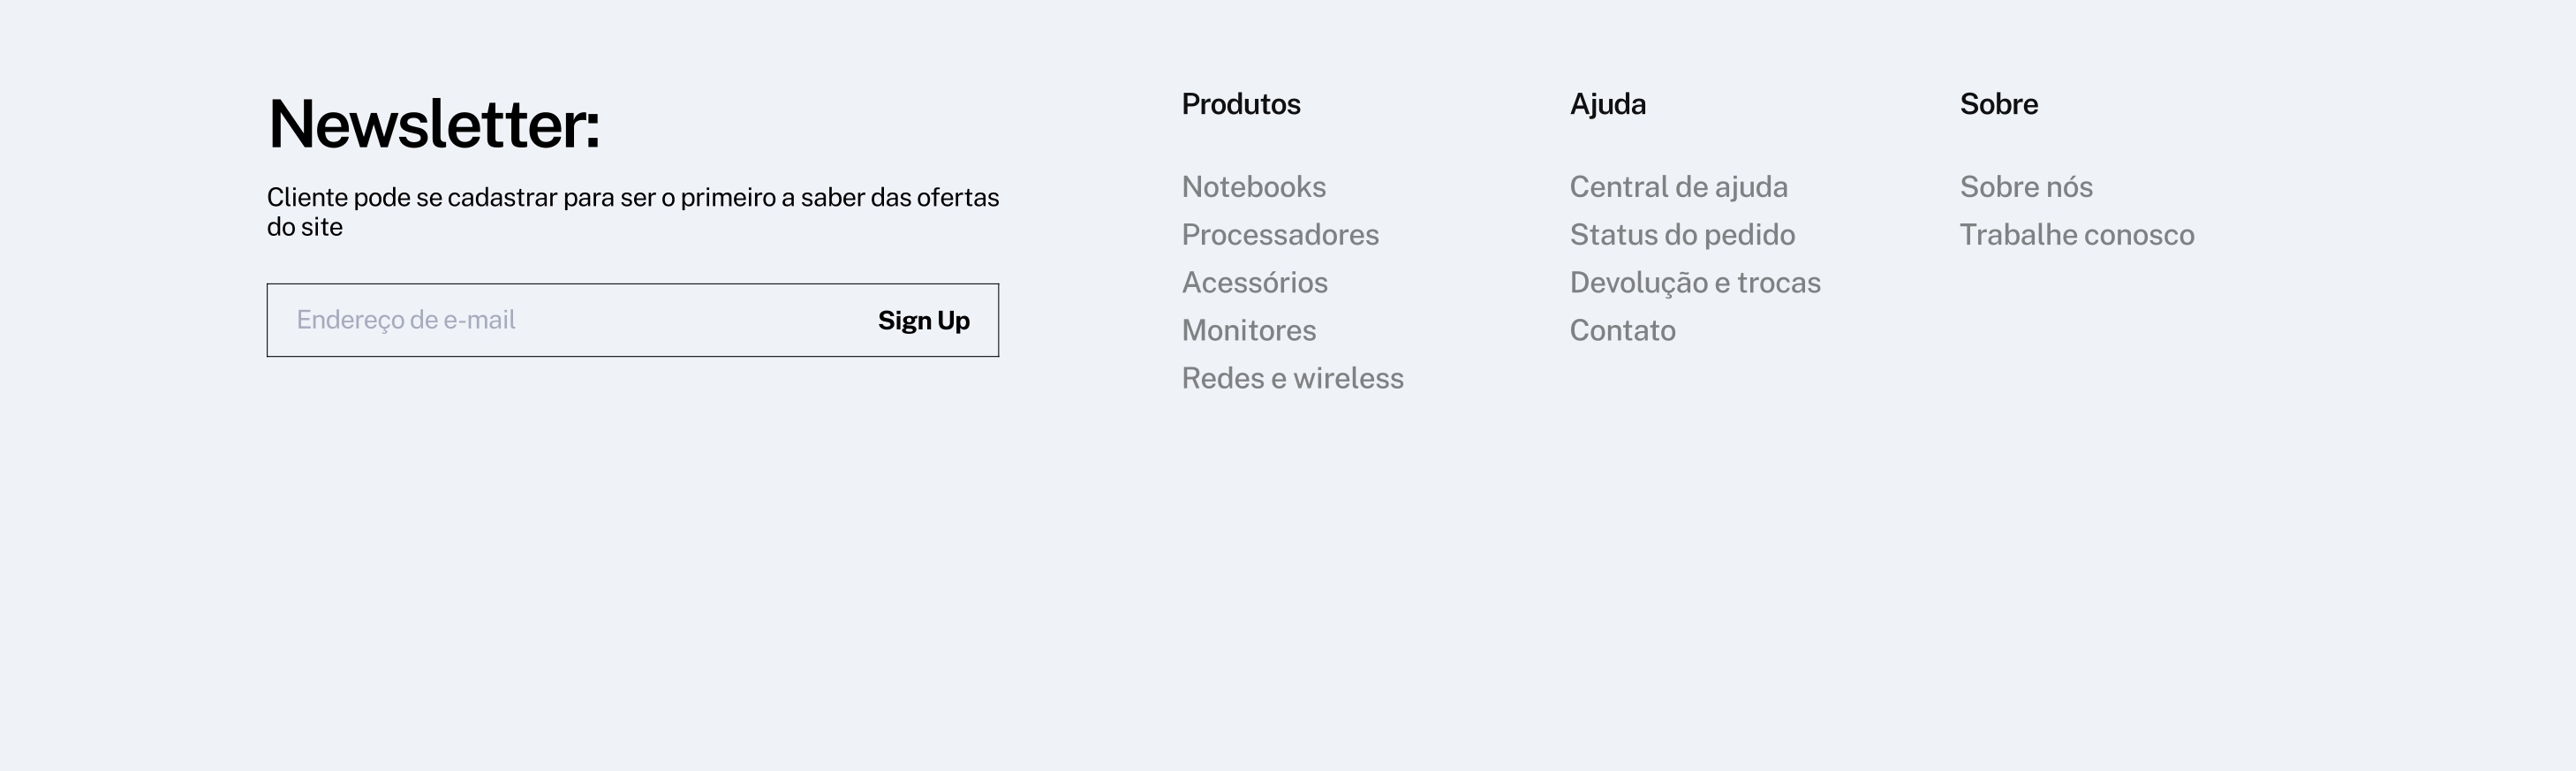 Newsletter:
Cliente pode se cadastrar para ser o primeiro a saber das ofertas
do site
Endereço de e-mail
Sign Up
Produtos
Notebooks
Processadores
Acessórios
Monitores
Redes e wireless
Ajuda
Central de ajuda
Status do pedido
Devolução e trocas
Contato
Sobre
Sobre nós
Trabalhe conosco